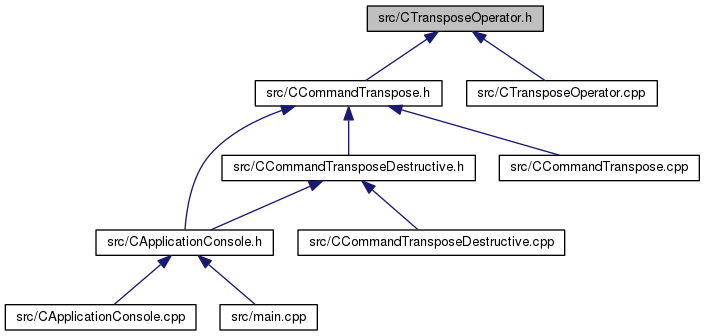 src/CTransposeOperator.h
src/CCommandTranspose.h
src/CTransposeOperator.cpp
src/CCommandTransposeDestructive.h
src/CCommandTranspose.cpp
src/CApplicationConsole.h
src/CCommandTransposeDestructive.cpp
src/CApplicationConsole.cpp
src/main.cpp